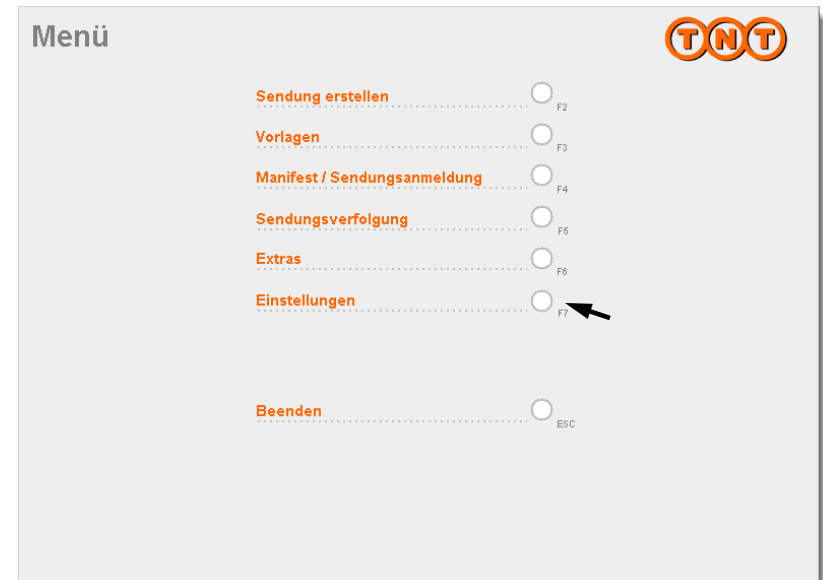 Menü
TNT
Sendung erstellen F2
Vorlagen F3
Manifest / Sendungsanmeldung F4
Sendungsverfolgung F5
Extras F6
Einstellungen F7
Beenden ESC